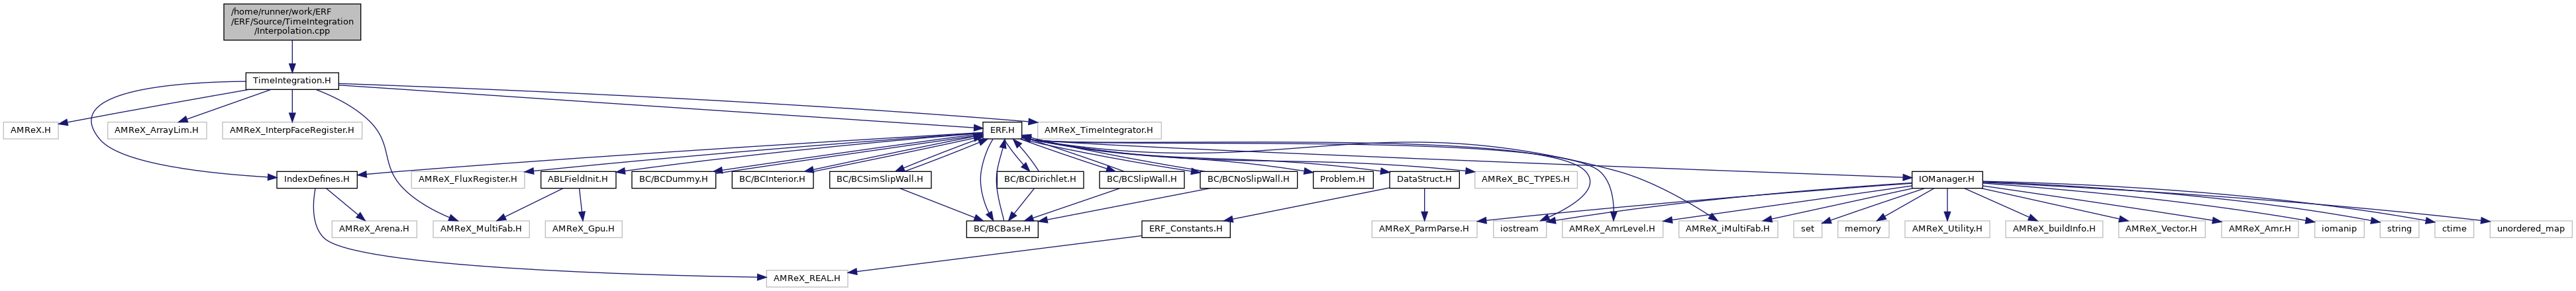 /home/runner/work/ERF
/ERF/Source/TimeIntegration
/Interpolation.cpp
TimeIntegration.H
AMReX.H
AMReX_ArrayLim.H
AMReX_InterpFaceRegister.H
ERF.H
AMReX_TimeIntegrator.H
IndexDefines.H
AMReX_FluxRegister.H
ABLFieldInit.H
BC/BCDummy.H
BC/BCInterior.H
BC/BCSimSlipWall.H
BC/BCDirichlet.H
BC/BCSlipWall.H
BC/BCNoSlipWall.H
Problem.H
DataStruct.H
AMReX_BC_TYPES.H
IOManager.H
AMReX_Arena.H
AMReX_MultiFab.H
AMReX_Gpu.H
BC/BCBase.H
ERF_Constants.H
AMReX_ParmParse.H
iostream
AMReX_AmrLevel.H
AMReX_iMultiFab.H
set
memory
AMReX_Utility.H
AMReX_buildInfo.H
AMReX_Vector.H
AMReX_Amr.H
iomanip
string
ctime
unordered_map
AMReX_REAL.H